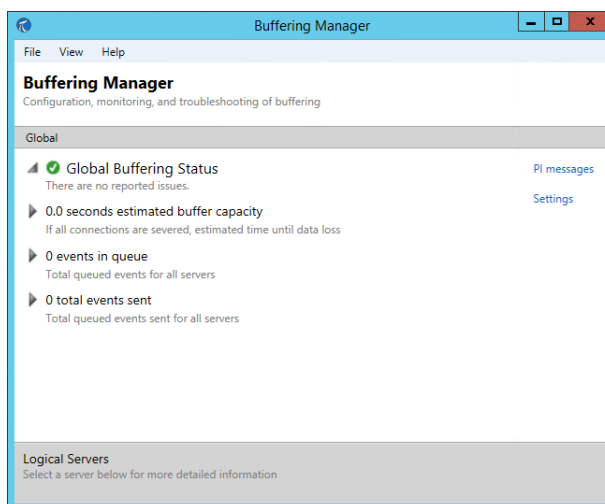 Buffering Manager
File View Help
Buffering Manager
Configuration, monitoring, and troubleshooting of buffering
Global
Global Buffering Status
There are no reported issues.
PI messages
Settings
0.0 seconds estimated buffer capacity
If all connections are severed, estimated time until data loss
0 events in queue
Total queued events for all servers
0 total events sent
Total queued events sent for all servers
Logical Servers
Select a server below for more detailed information